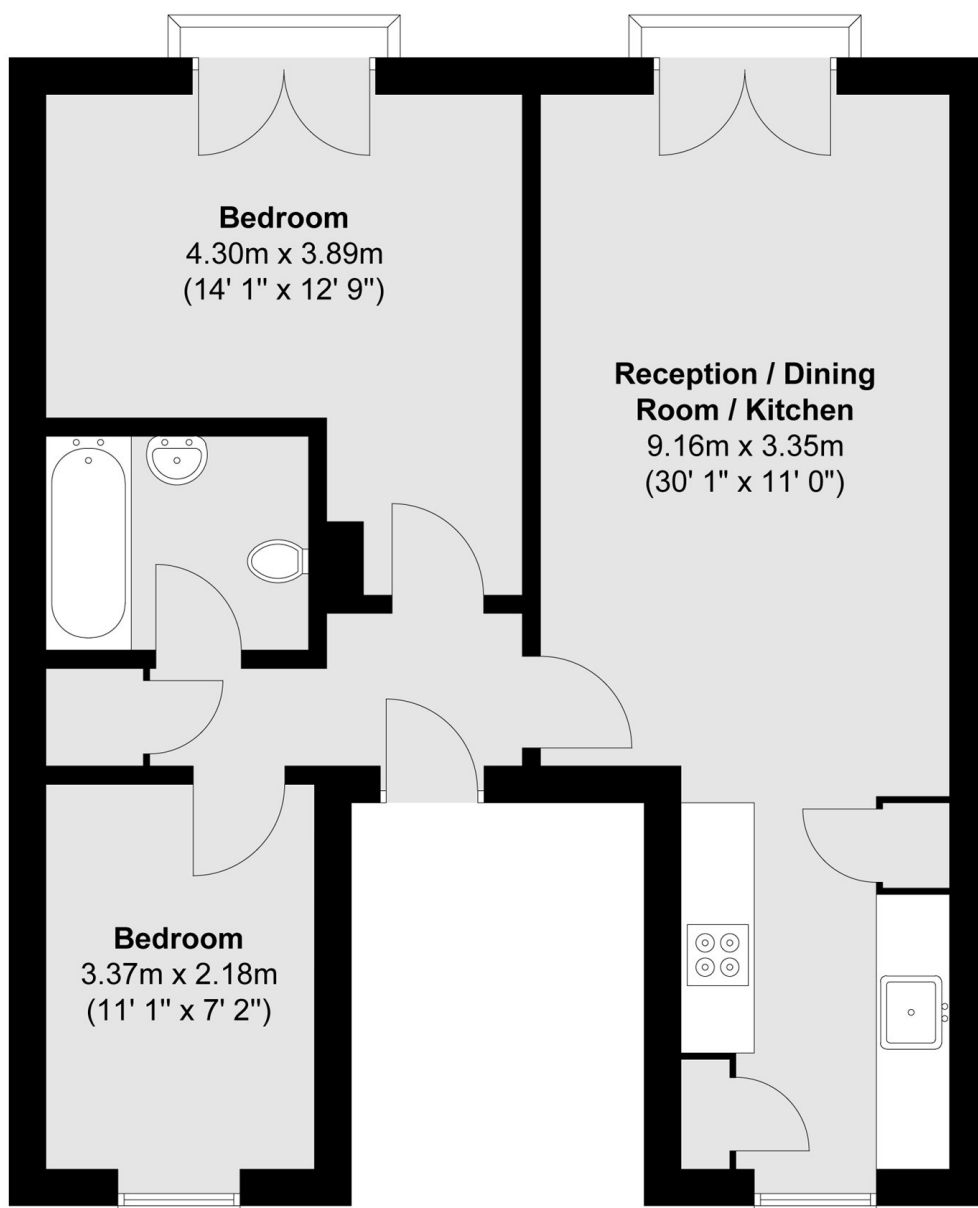 Bedroom
4.30m x 3.89m
(14' 1" x 12' 9")
Reception / Dining
Room / Kitchen
9.16m x 3.35m
(30' 1" x 11' 0")
Bedroom
3.37m x 2.18m
(11' 1" x 7' 2")